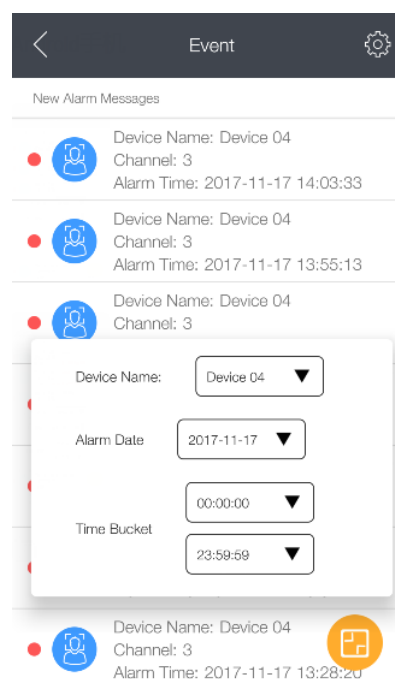 Event
New Alarm Messages
Device Name: Device 04
Channel: 3
Alarm Time: 2017-11-17 14:03:33
Device Name: Device 04
Channel: 3
Alarm Time: 2017-11-17 13:55:13
Device Name: Device 04
Channel: 3
Device Name: Device 04
Alarm Date 2017-11-17
00:00:00
Time Bucket
23:59:59
Device Name: Device 04
Channel: 3
Alarm Time: 2017-11-17 13:28:20